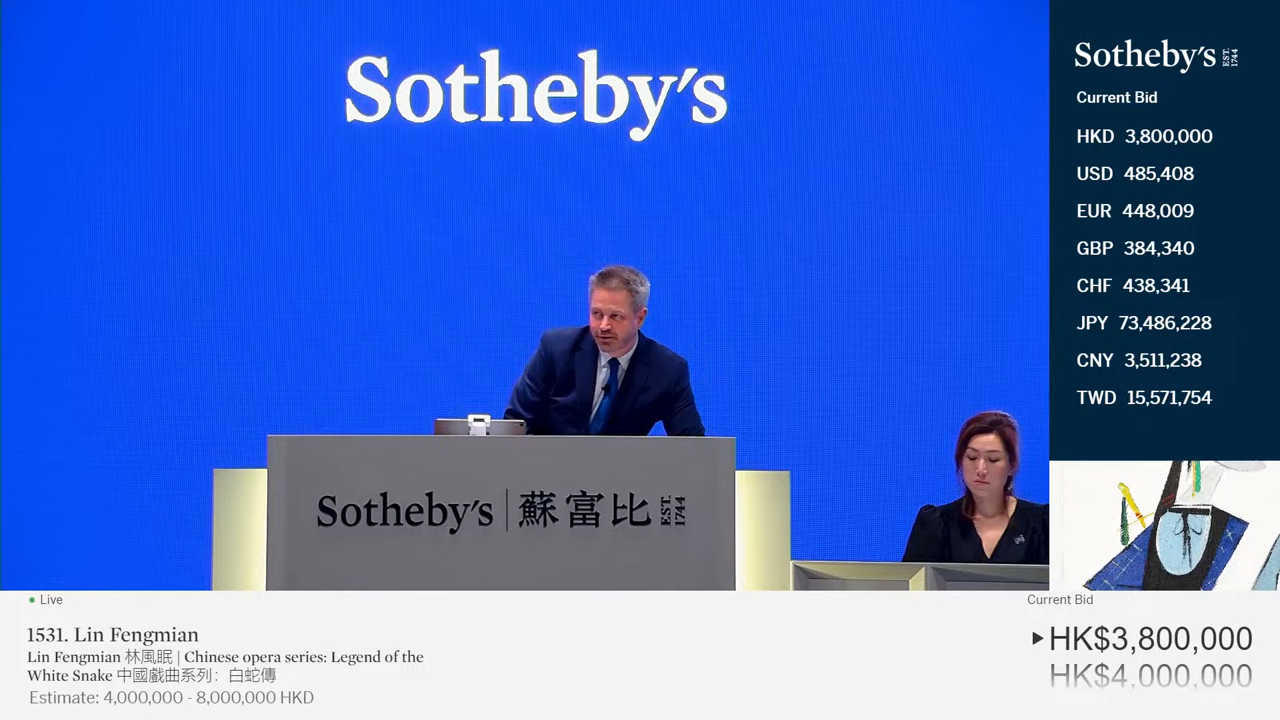 Sotheby's
Sotheby's | 蘇富比 EST. 1744
Sotheby's EST. 1744
Current Bid
HKD 3,800,000
USD 485,408
EUR 448,009
GBP 384,340
CHF 438,341
JPY 73,486,228
CNY 3,511,238
TWD 15,571,754
Live
1531. Lin Fengmian
Lin Fengmian 林風眠 | Chinese opera series: Legend of the
White Snake 中國戲曲系列：白蛇傳
Estimate: 4,000,000 - 8,000,000 HKD
Current Bid
HK$3,800,000
HK$4,000,000